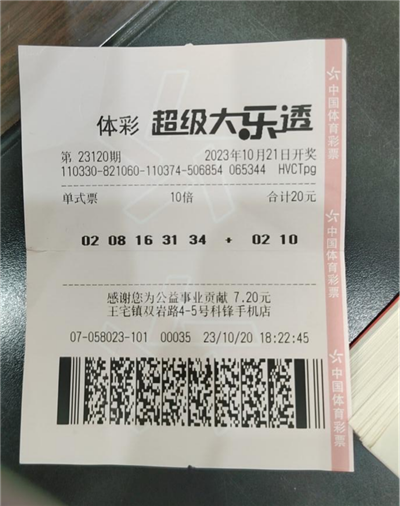 体彩 超级大乐透
第 23120期 2023年10月21日开奖
110330-821060-110374-506854 065344 HVCTpg
单式票 10倍 合计20元
02 08 16 31 34 + 02 10
感谢您为公益事业贡献 7.20元
王宅镇双岩路4-5号科锋手机店
07-058023-101 00035 23/10/20 18:22:45
中国体育彩票
中国体育彩票
中国体育彩票